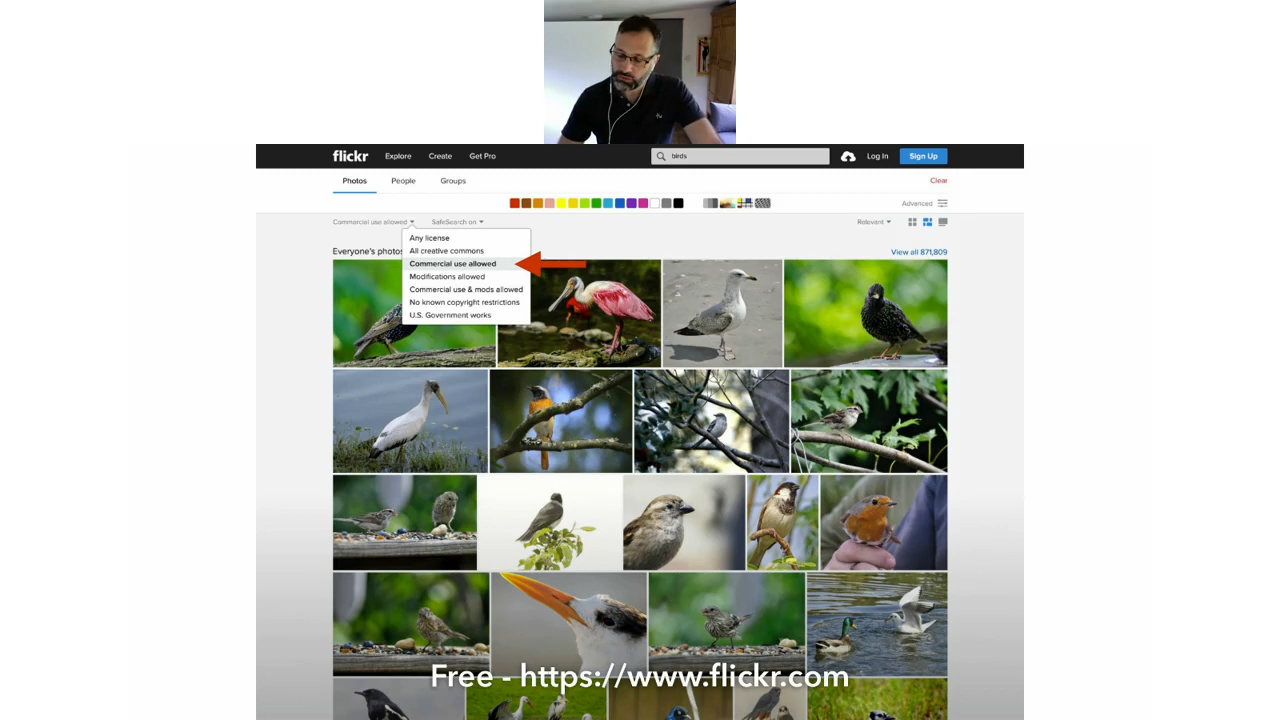 flickr Explore Create Get Pro birds Log In Sign Up
Photos People Groups Clear
Advanced
Commercial use allowed SafeSearch on Relevant
Any license
Everyone's photos All creative commons View all 871,809
Commercial use allowed
Modifications allowed
Commercial use & mods allowed
No known copyright restrictions
U.S. Government works
Free - https://www.flickr.com